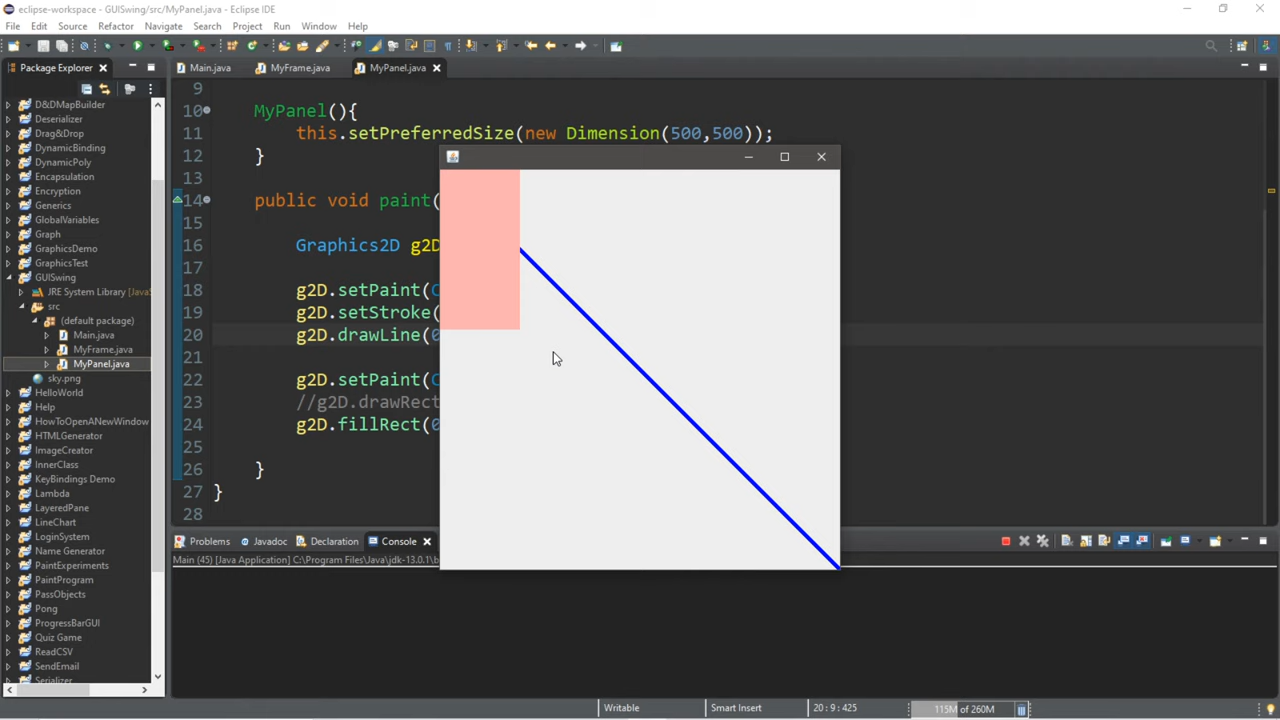 eclipse-workspace - GUISwing/src/MyPanel.java - Eclipse IDE
File Edit Source Refactor Navigate Search Project Run Window Help
Package Explorer
Main.java MyFrame.java MyPanel.java
D&DMapBuilder
Deserializer
Drag&Drop
DynamicBinding
DynamicPoly
Encapsulation
Encryption
Generics
GlobalVariables
Graph
GraphicsDemo
GraphicsTest
GUISwing
JRE System Library [Java
src
(default package)
Main.java
MyFrame.java
MyPanel.java
sky.png
HelloWorld
Help
HowToOpenANewWindow
HTMLGenerator
ImageCreator
InnerClass
KeyBindings Demo
Lambda
LayeredPane
LineChart
LoginSystem
Name Generator
PaintExperiments
PaintProgram
PassObjects
Pong
ProgressBarGUI
Quiz Game
ReadCSV
SendEmail
Serializer
9
10 MyPanel(){
11 this.setPreferredSize(new Dimension(500,500));
12 }
13
14 public void paint(
15
16 Graphics2D g2D
17
18 g2D.setPaint(C
19 g2D.setStroke(
20 g2D.drawLine(0
21
22 g2D.setPaint(C
23 //g2D.drawRect
24 g2D.fillRect(0
25
26 }
27 }
28
Problems Javadoc Declaration Console
Main (45) [Java Application] C:\Program Files\Java\jdk-13.0.1\b
Writable Smart Insert 20 : 9 : 425 115M of 260M